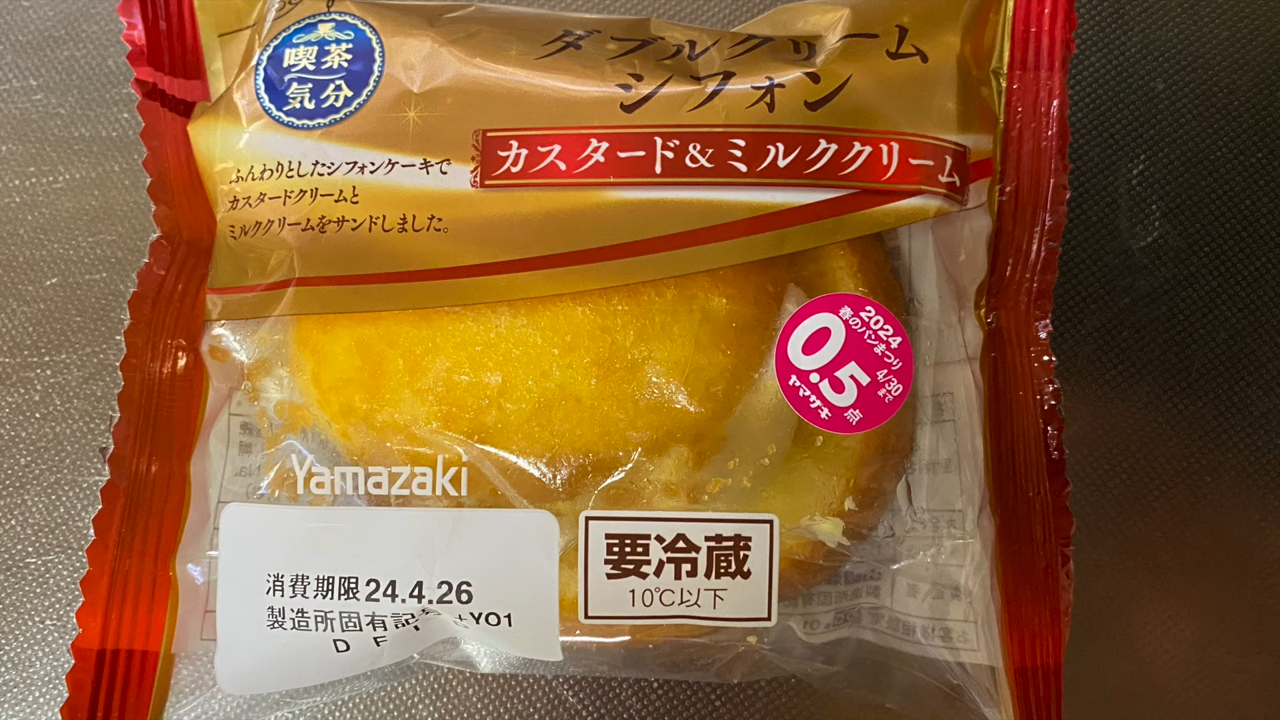 喫茶
気分
ダブルクリーム
シフォン
カスタード&ミルククリーム
ふんわりとしたシフォンケーキで
カスタードクリームと
ミルククリームをサンドしました。
2024
春のパンまつり
4/30まで
0.5点
ヤマザキ
Yamazaki
要冷蔵
10℃以下
消費期限24.4.26
製造所固有記号 +YO1
D F